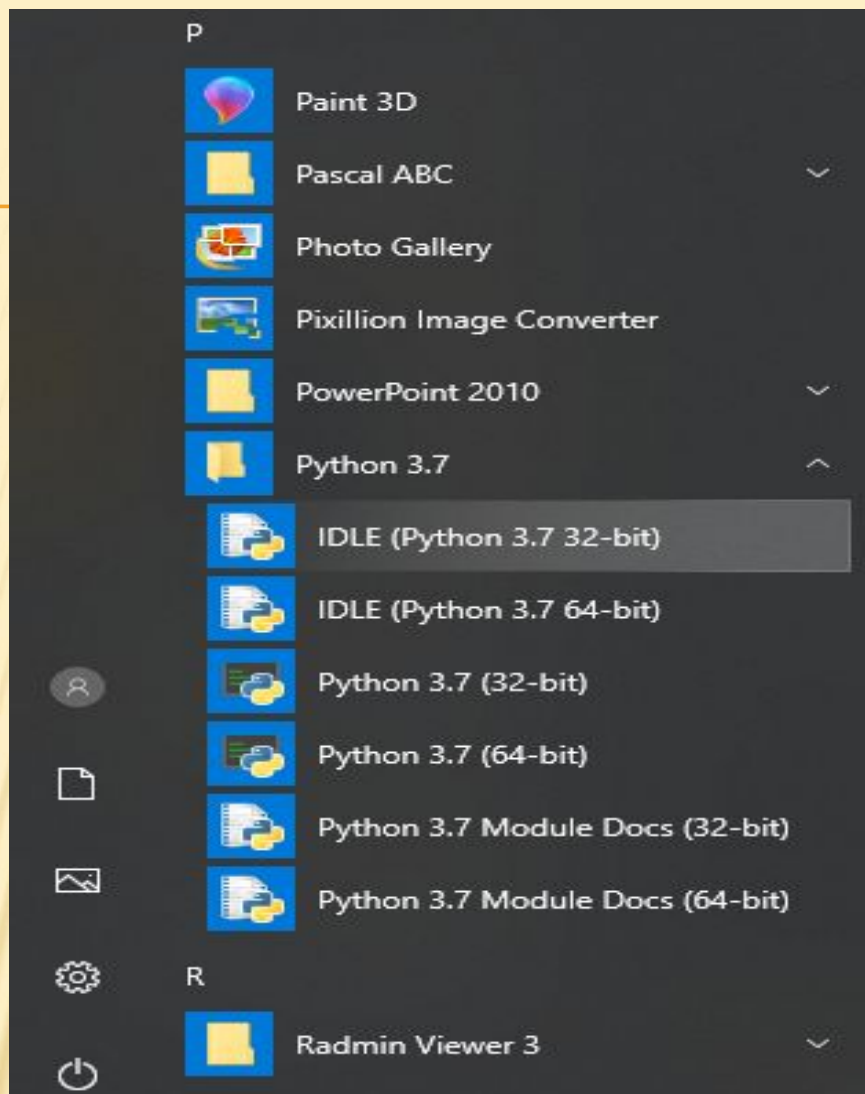 P
Paint 3D
Pascal ABC
Photo Gallery
Pixillion Image Converter
PowerPoint 2010
Python 3.7
IDLE (Python 3.7 32-bit)
IDLE (Python 3.7 64-bit)
Python 3.7 (32-bit)
Python 3.7 (64-bit)
Python 3.7 Module Docs (32-bit)
Python 3.7 Module Docs (64-bit)
R
Radmin Viewer 3